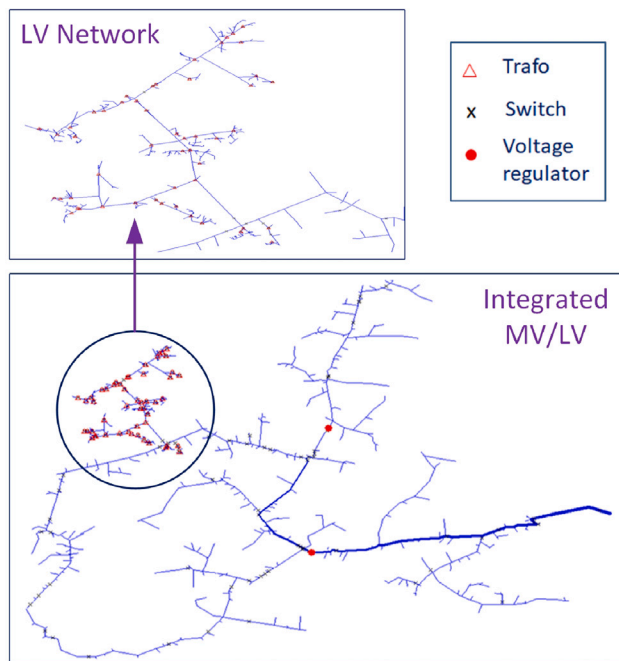 LV Network
Trafo
x Switch
Voltage
regulator
Integrated
MV/LV